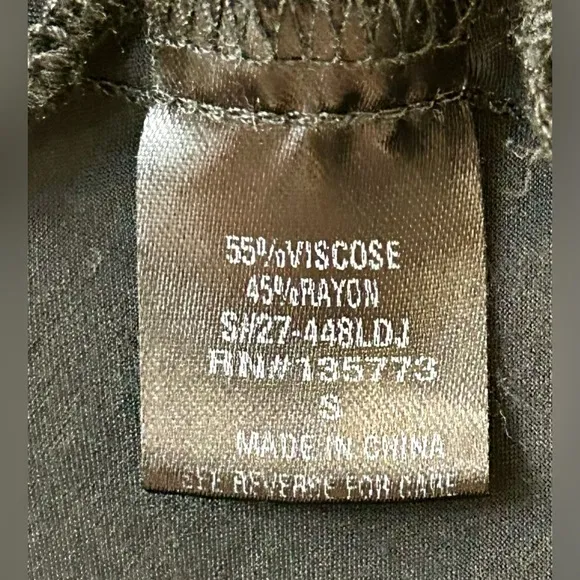 55%VISCOSE
45%RAYON
S#27-448LDJ
RN#135773
S
MADE IN CHINA
SEE REVERSE FOR CARE